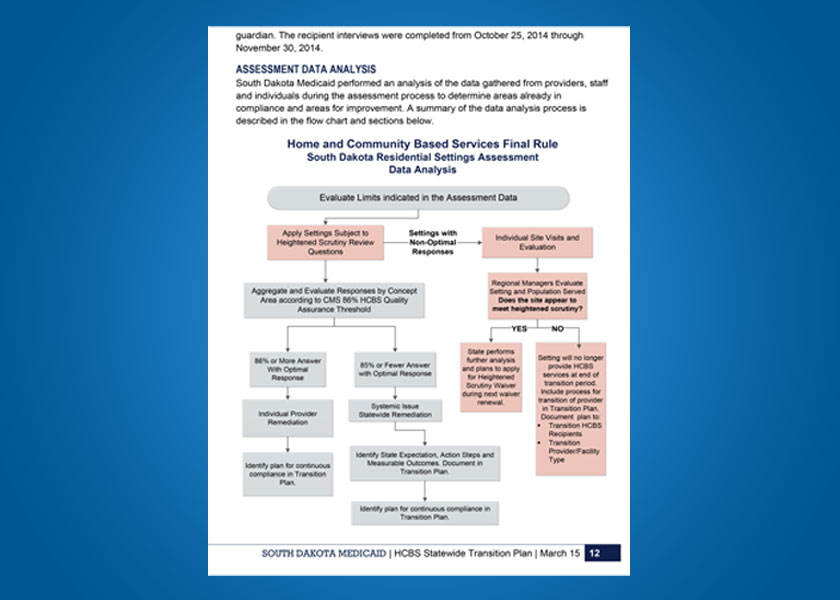 guardian. The recipient interviews were completed from October 25, 2014 through
November 30, 2014.
ASSESSMENT DATA ANALYSIS
South Dakota Medicaid performed an analysis of the data gathered from providers, staff
and individuals during the assessment process to determine areas already in
compliance and areas for improvement. A summary of the data analysis process is
described in the flow chart and sections below.
Home and Community Based Services Final Rule
South Dakota Residential Settings Assessment
Data Analysis
Evaluate Limits indicated in the Assessment Data
Apply Settings Subject to
Heightened Scrutiny Review
Questions
Settings with
Non-Optimal
Responses
Individual Site Visits and
Evaluation
Aggregate and Evaluate Responses by Concept
Area according to CMS 86% HCBS Quality
Assurance Threshold
Regional Managers Evaluate
Setting and Population Served
Does the site appear to
meet heightened scrutiny?
YES
NO
86% or More Answer
With Optimal
Response
85% or Fewer Answer
with Optimal Response
State performs
further analysis
and plans to apply
for Heightened
Scrutiny Waiver
during next waiver
renewal.
Setting will no longer
provide HCBS
services at end of
transition period.
Include process for
transition of provider
in Transition Plan.
Document plan to:
• Transition HCBS
Recipients
• Transition
Provider/Facility
Type
Individual Provider
Remediation
Systemic Issue
Statewide Remediation
Identify plan for continuous
compliance in Transition
Plan.
Identify State Expectation, Action Steps and
Measurable Outcomes. Document in
Transition Plan.
Identify plan for continuous compliance in
Transition Plan.
SOUTH DAKOTA MEDICAID | HCBS Statewide Transition Plan | March 15 12